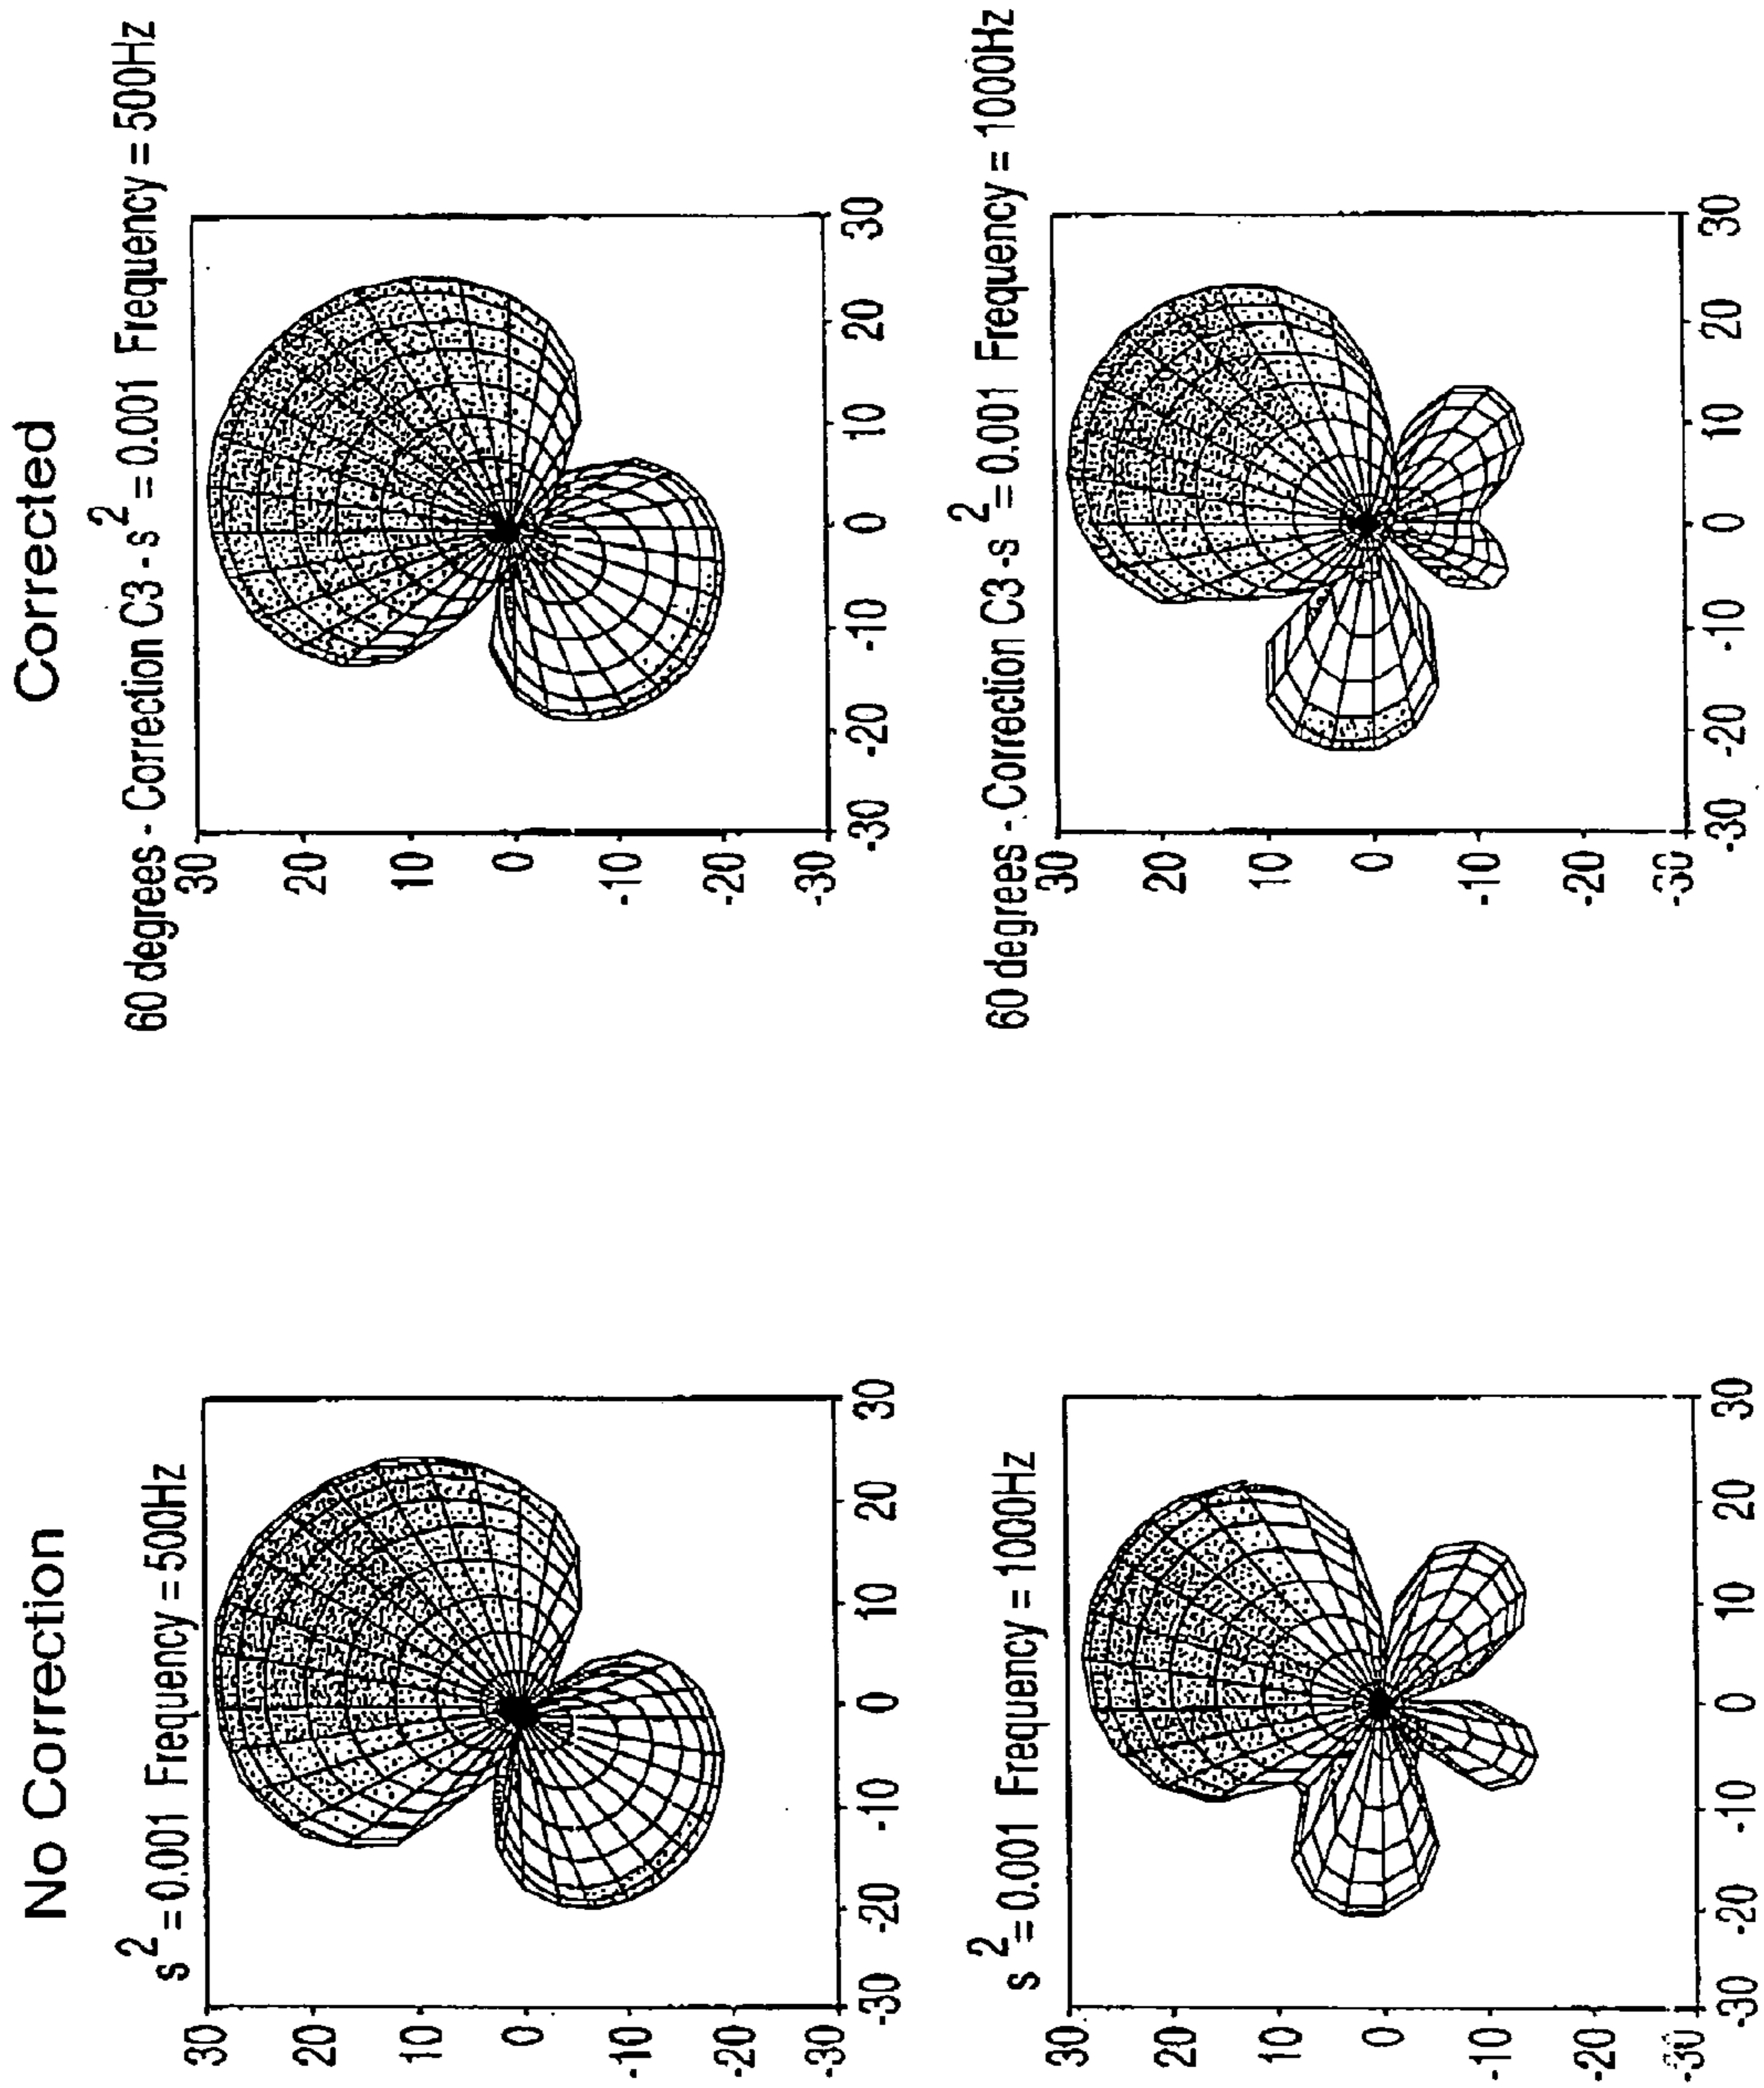 No Correction
Corrected
s² = 0.001 Frequency = 500Hz
30
20
10
0
-10
-20
-30
-30 -20 -10 0 10 20 30
60 degrees - Correction C3 - s² = 0.001 Frequency = 500Hz
30
20
10
0
-10
-20
-30
-30 -20 -10 0 10 20 30
s² = 0.001 Frequency = 1000Hz
30
20
10
0
-10
-20
-30
-30 -20 -10 0 10 20 30
60 degrees - Correction C3 -s² = 0.001 Frequency = 1000Hz
30
20
10
0
-10
-20
-30
-30 -20 -10 0 10 20 30